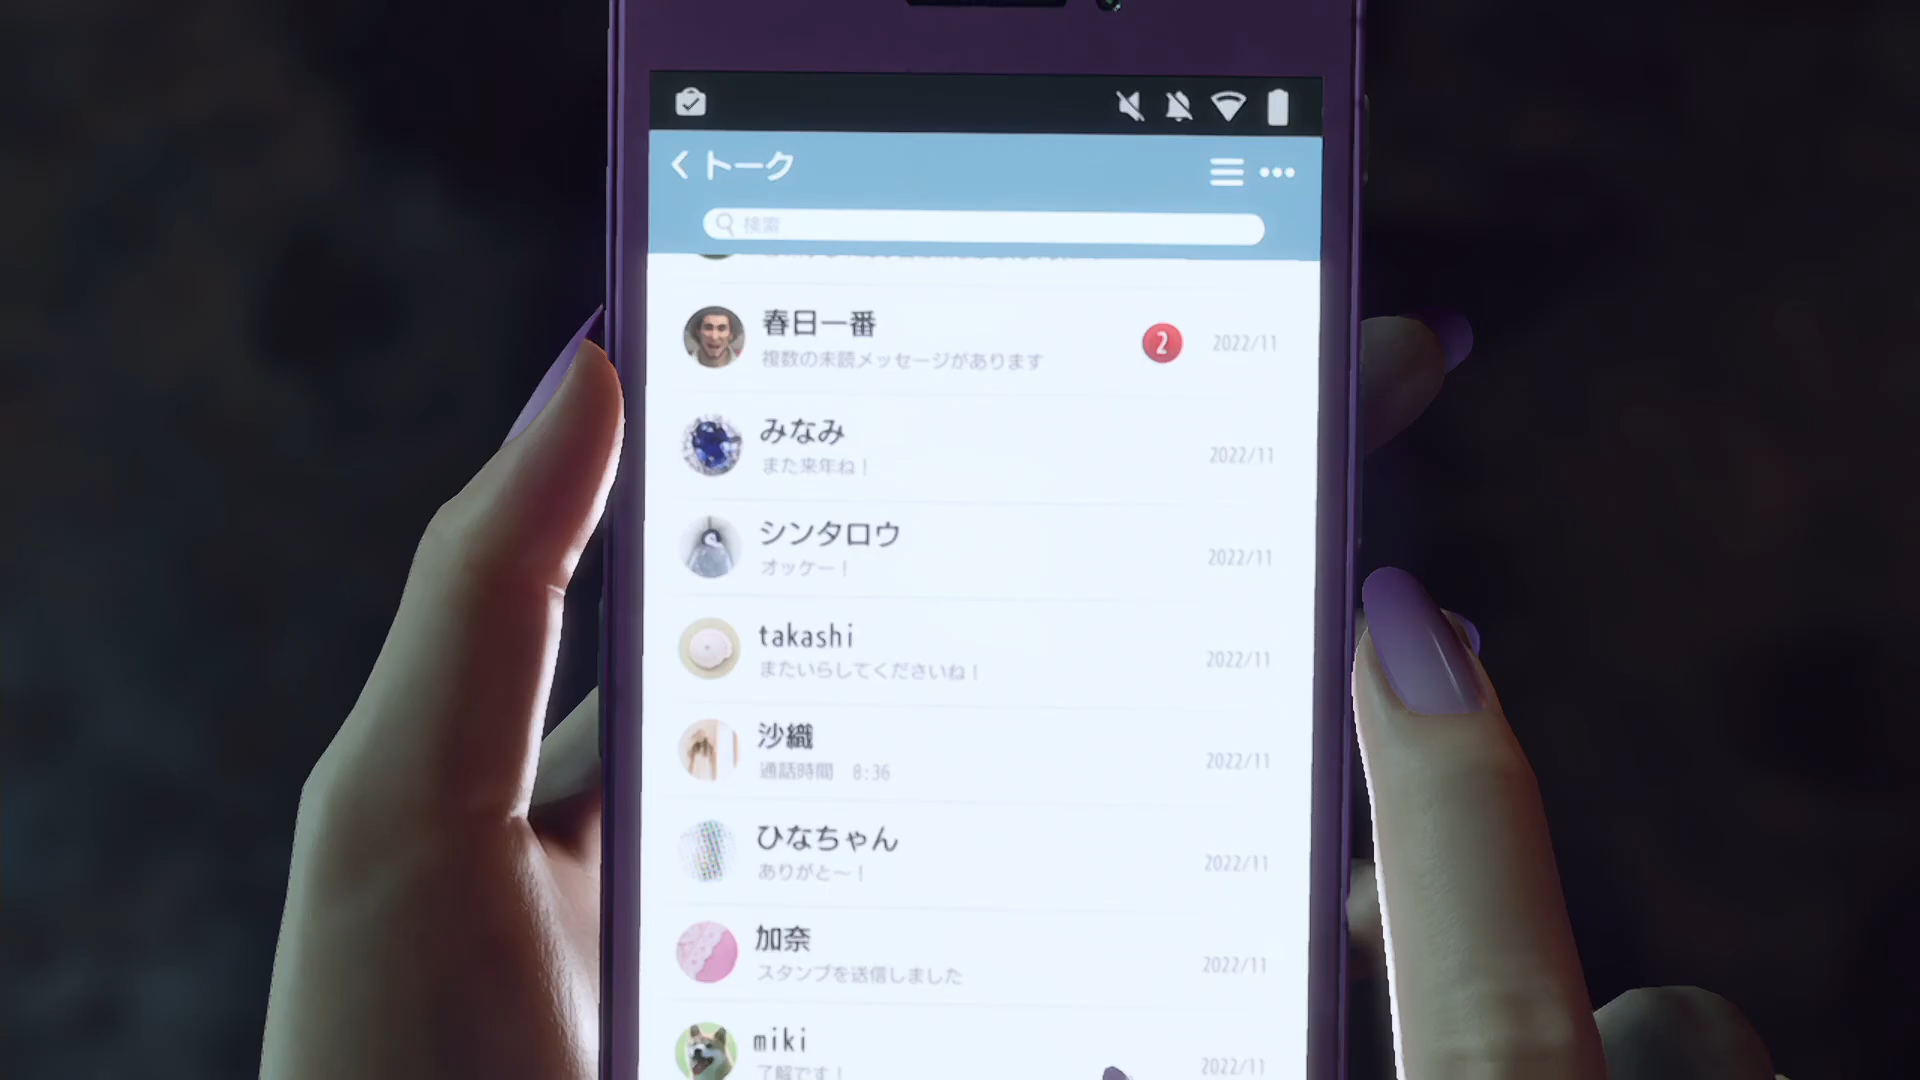 トーク
検索
春日一番
複数の未読メッセージがあります
2
2022/11
みなみ
また来年ね！
2022/11
シンタロウ
オッケー！
2022/11
takashi
またいらしてくださいね！
2022/11
沙織
通話時間 8:36
2022/11
ひなちゃん
ありがと〜！
2022/11
加奈
スタンプを送信しました
2022/11
miki
了解です！
2022/11